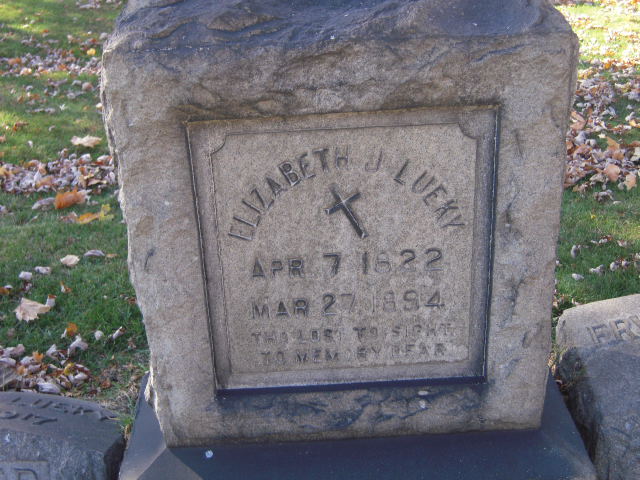 ELIZABETH J LUEKY
APR 7 1822
MAR 27 1894
THO LOST TO SIGHT
TO MEMORY DEAR